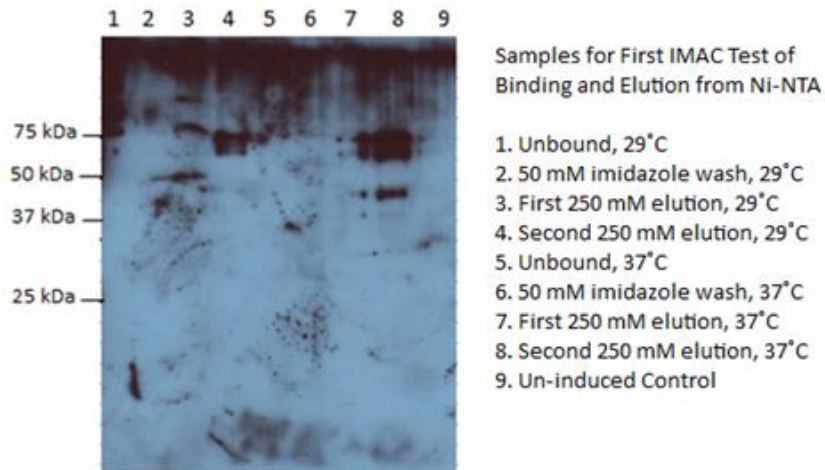 1 2 3 4 5 6 7 8 9
75 kDa
50 kDa
37 kDa
25 kDa
Samples for First IMAC Test of
Binding and Elution from Ni-NTA
1. Unbound, 29˚C
2. 50 mM imidazole wash, 29˚C
3. First 250 mM elution, 29˚C
4. Second 250 mM elution, 29˚C
5. Unbound, 37˚C
6. 50 mM imidazole wash, 37˚C
7. First 250 mM elution, 37˚C
8. Second 250 mM elution, 37˚C
9. Un-induced Control